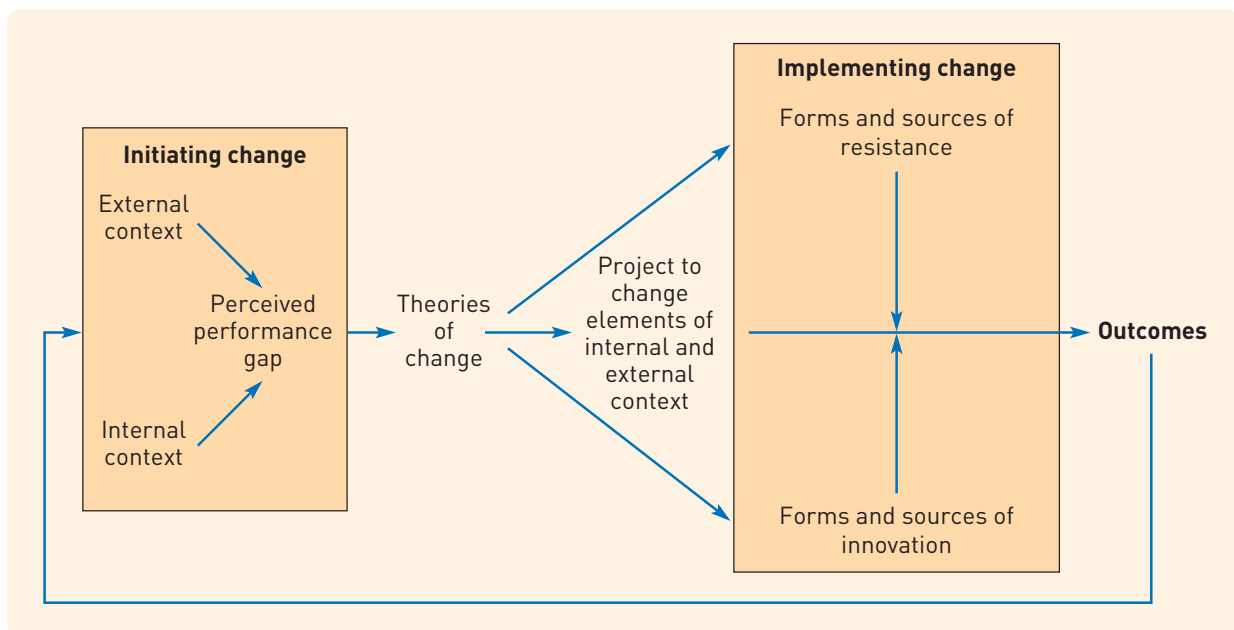 Initiating change
External
context
Perceived
performance
gap
Internal
context
Theories
of
change
Project to
change
elements of
internal and
external
context
Implementing change
Forms and sources of
resistance
Forms and sources of
innovation
Outcomes